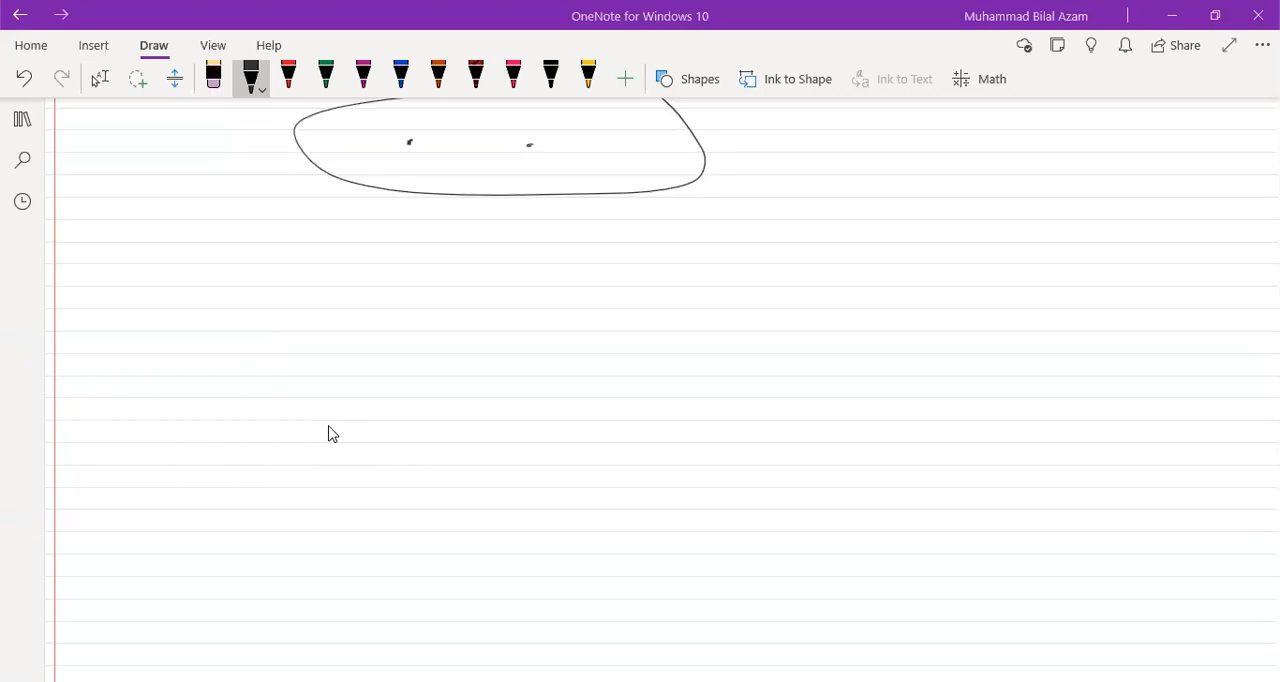 OneNote for Windows 10
Muhammad Bilal Azam
Home Insert Draw View Help
Share
Shapes Ink to Shape Ink to Text Math